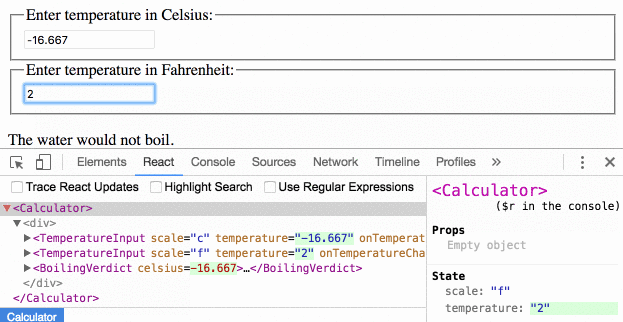 Enter temperature in Celsius:
-16.667
Enter temperature in Fahrenheit:
2
The water would not boil.
Elements React Console Sources Network Timeline Profiles »
Trace React Updates Highlight Search Use Regular Expressions
<Calculator>
<div>
<TemperatureInput scale="c" temperature="-16.667" onTemperat
<TemperatureInput scale="f" temperature="2" onTemperatureCha
<BoilingVerdict celsius=-16.667>…</BoilingVerdict>
</div>
</Calculator>
Calculator
<Calculator>
($r in the console)
Props
Empty object
State
scale: "f"
temperature: "2"